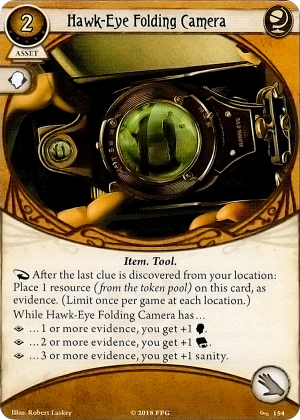 2
Hawk-Eye Folding Camera
ASSET
Item. Tool.
After the last clue is discovered from your location:
Place 1 resource (from the token pool) on this card, as
evidence. (Limit once per game at each location.)
While Hawk-Eye Folding Camera has…
…1 or more evidence, you get +1 .
…2 or more evidence, you get +1 .
…3 or more evidence, you get +1 sanity.
Illus. Robert Laskey
© 2018 FFG
154